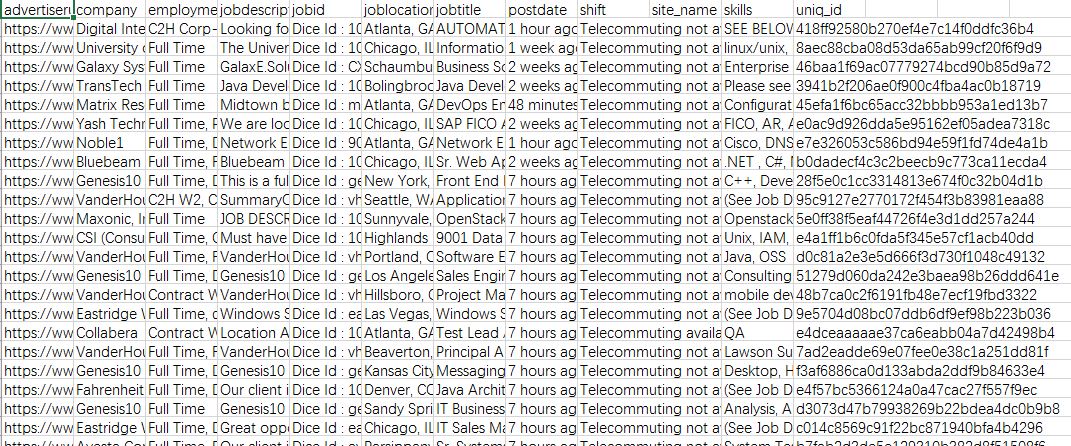 advertiseru company employme jobdescrip jobid joblocation jobtitle postdate shift site_name skills uniq_id
https://ww Digital Inte C2H Corp- Looking fo Dice Id : 10 Atlanta, GA AUTOMAT 1 hour ago Telecommuting not a SEE BELOW 418ff92580b270ef4e7c14f0ddfc36b4
https://ww University o Full Time The Univer Dice Id : 10 Chicago, IL Informatio 1 week ag Telecommuting not a linux/unix, 8aec88cba08d53da65ab99cf20f6f9d9
https://ww Galaxy Sys Full Time GalaxE.Solu Dice Id : CX Schaumbu Business So 2 weeks ag Telecommuting not a Enterprise 46baa1f69ac07779274bcd90b85d9a72
https://ww TransTech Full Time Java Devel Dice Id : 10 Bolingbroo Java Devel 2 weeks ag Telecommuting not a Please see 3941b2f206ae0f900c4fba4ac0b18719
https://ww Matrix Res Full Time Midtown b Dice Id : m Atlanta, GA DevOps En 48 minutes Telecommuting not a Configurat 45efa1f6bc65acc32bbbb953a1ed13b7
https://ww Yash Techn Full Time, F We are loo Dice Id : 10 Chicago, IL SAP FICO A 2 weeks ag Telecommuting not a FICO, AR, A e0ac9d926dda5e95162ef05adea7318c
https://ww Noble1 Full Time, D Network E Dice Id : 90 Atlanta, GA Network E 1 hour ago Telecommuting not a Cisco, DNS e7e326053c586bd94e59f1fd74de4a1b
https://ww Bluebeam Full Time Bluebeam Dice Id : 10 Chicago, IL Sr. Web Ap 2 weeks ag Telecommuting not a .NET , C#, M b0dadecf4c3c2beecb9c773ca11ecda4
https://ww Genesis10 Full Time, D This is a ful Dice Id : ge New York, Front End 7 hours ag Telecommuting not a C++, Deve 28f5e0c1cc3314813e674f0c32b04d1b
https://ww VanderHou C2H W2, C SummaryO Dice Id : vh Seattle, WA Application 7 hours ag Telecommuting not a (See Job D 95c9127e2770172f454f3b83981eaa88
https://ww Maxonic, I Full Time JOB DESCR Dice Id : 10 Sunnyvale, OpenStack 7 hours ag Telecommuting not a Openstack 5e0ff38f5eaf44726f4e3d1dd257a244
https://ww CSI (Consu Full Time, C Must have Dice Id : 10 Highlands 9001 Data 7 hours ag Telecommuting not a Unix, IAM, e4a1ff1b6c0fda5f345e57cf1acb40dd
https://ww VanderHou Full Time, F VanderHou Dice Id : vh Portland, C Software E 7 hours ag Telecommuting not a Java, OSS d0c81a2e3e5d666f3d730f1048c49132
https://ww Genesis10 Full Time, D Genesis10 Dice Id : ge Los Angele Sales Engir 7 hours ag Telecommuting not a Consulting 51279d060da242e3baea98b26ddd641e
https://ww VanderHou Contract W VanderHou Dice Id : vh Hillsboro, C Project Ma 7 hours ag Telecommuting not a mobile dev 48b7ca0c2f6191fb48e7ecf19fbd3322
https://ww Eastridge W Full Time, c Windows S Dice Id : ea Las Vegas, Windows S 7 hours ag Telecommuting not a (See Job D 9e5704d08bc07ddb6df9ef98b223b036
https://ww Collabera Contract W Location A Dice Id : 10 Atlanta, GA Test Lead 7 hours ag Telecommuting availa QA e4dceaaaaae37ca6eabb04a7d42498b4
https://ww VanderHou Full Time, F VanderHou Dice Id : vh Beaverton, Principal A 7 hours ag Telecommuting not a Lawson Su 7ad2eadde69e07fee0e38c1a251dd81f
https://ww Genesis10 Full Time, D Genesis10 Dice Id : ge Kansas City Messaging 7 hours ag Telecommuting not a Desktop, H f3af6886ca0d133abda2ddf9b84633e4
https://ww Fahrenheit Full Time, D Our client i Dice Id : 10 Denver, CO Java Archit 7 hours ag Telecommuting not a (See Job D e4f57bc5366124a0a47cac27f557f9ec
https://ww Genesis10 Full Time, D Genesis10 Dice Id : ge Sandy Spri IT Business 7 hours ag Telecommuting not a Analysis, A d3073d47b79938269b22bdea4dc0b9b8
https://ww Eastridge W Full Time, D Great oppo Dice Id : ea Chicago, IL IT Sales Ma 7 hours ag Telecommuting not a (See Job D c014c8569c91f22bc871940bfa4b4296